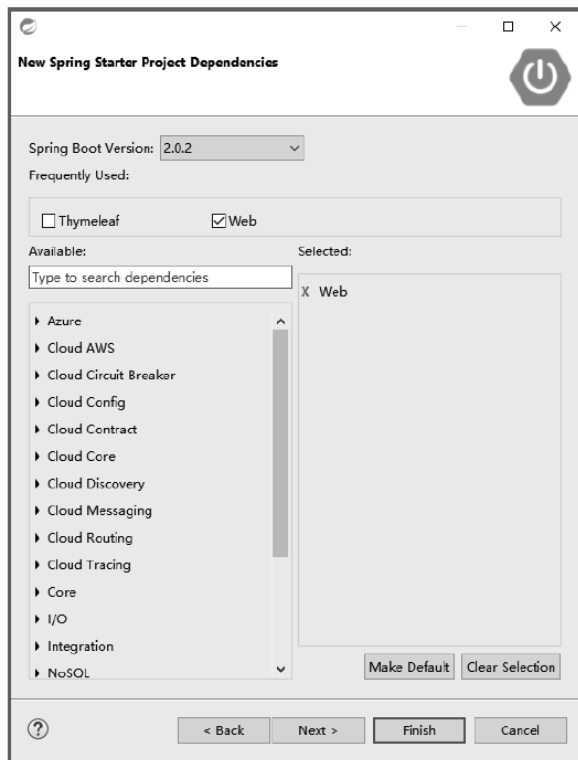 New Spring Starter Project Dependencies
Spring Boot Version: 2.0.2
Frequently Used:
Thymeleaf Web
Available: Selected:
Type to search dependencies
X Web
Azure
Cloud AWS
Cloud Circuit Breaker
Cloud Config
Cloud Contract
Cloud Core
Cloud Discovery
Cloud Messaging
Cloud Routing
Cloud Tracing
Core
I/O
Integration
NoSQL
Make Default Clear Selection
? < Back Next > Finish Cancel